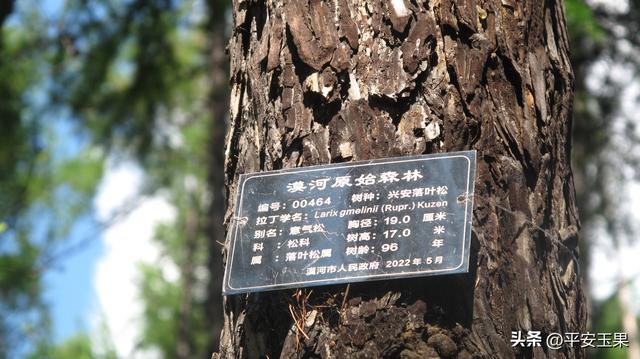 漠河原始森林
编号：00464 树种：兴安落叶松
拉丁学名：Larix gmelinii (Rupr.) Kuzen
别名：意气松 胸径：19.0 厘米
科：松科 树高：17.0 米
属：落叶松属 树龄：96 年
漠河市人民政府 2022年5月
头条 @平安玉果